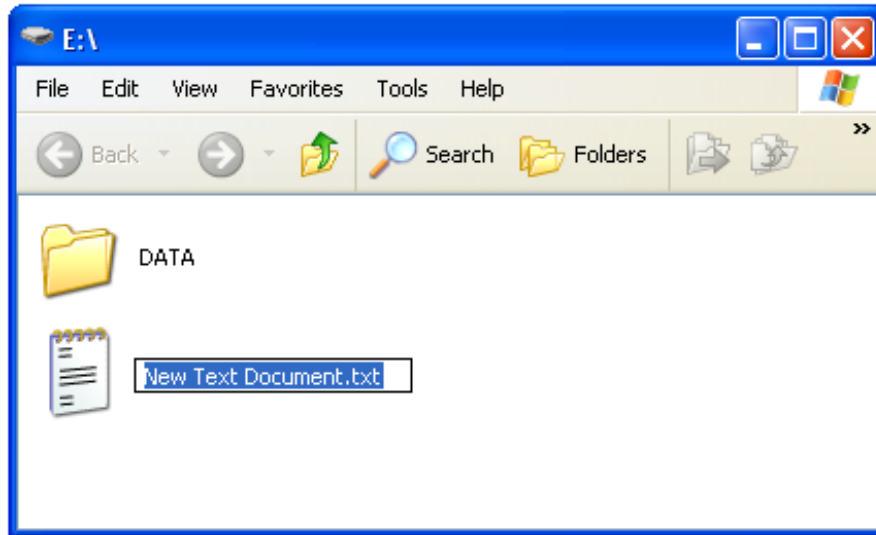 E:\
File Edit View Favorites Tools Help
Back Search Folders »
DATA
New Text Document.txt